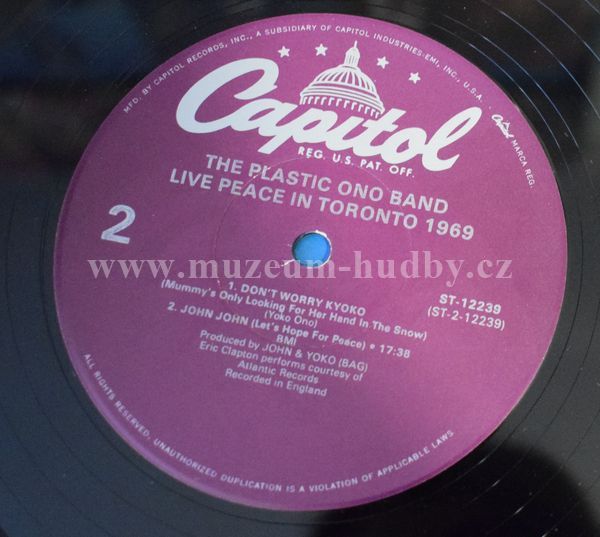 MFD. BY CAPITOL RECORDS, INC., A SUBSIDIARY OF CAPITOL INDUSTRIES-EMI, INC., U.S.A. • Capitol MARCA REG.
Capitol
REG. U.S. PAT. OFF.
THE PLASTIC ONO BAND
LIVE PEACE IN TORONTO 1969
2
www.muzeum-hudby.cz
1. DON'T WORRY KYOKO
(Mummy's Only Looking For Her Hand In The Snow)
(Yoko Ono)
2. JOHN JOHN (Let's Hope For Peace) • 17:38
BMI
Produced by JOHN & YOKO (BAG)
Eric Clapton performs courtesy of
Atlantic Records
Recorded in England
ST-12239
(ST-2-12239)
ALL RIGHTS RESERVED. UNAUTHORIZED DUPLICATION IS A VIOLATION OF APPLICABLE LAWS.